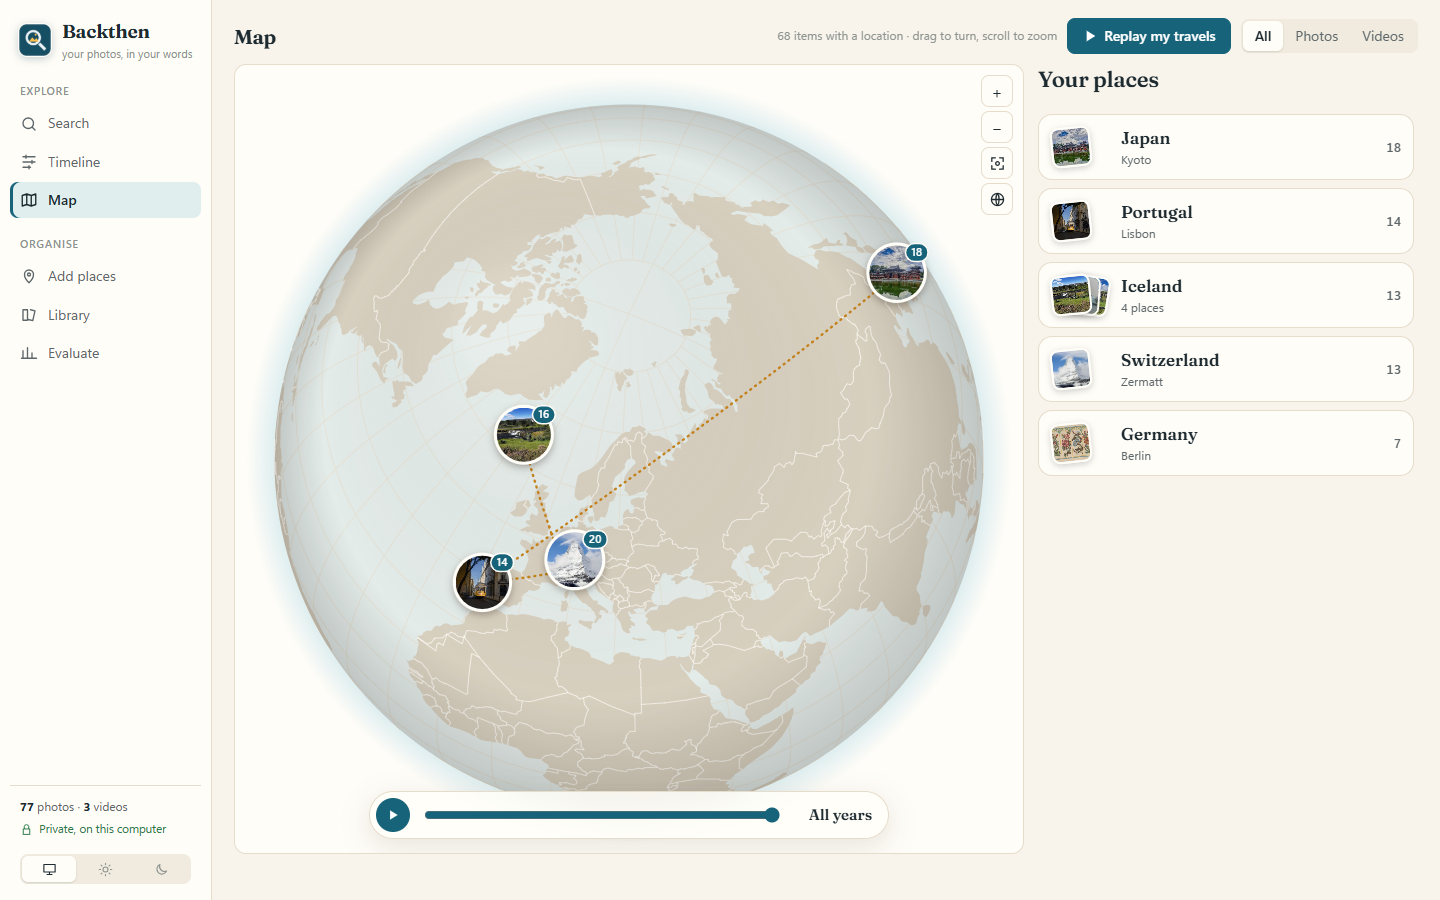 Backthen
your photos, in your words
EXPLORE
Search
Timeline
Map
ORGANISE
Add places
Library
Evaluate
77 photos · 3 videos
Private, on this computer
Map
68 items with a location · drag to turn, scroll to zoom
Replay my travels
All
Photos
Videos
+
−
18
16
20
14
All years
Your places
Japan
Kyoto
18
Portugal
Lisbon
14
Iceland
4 places
13
Switzerland
Zermatt
13
Germany
Berlin
7